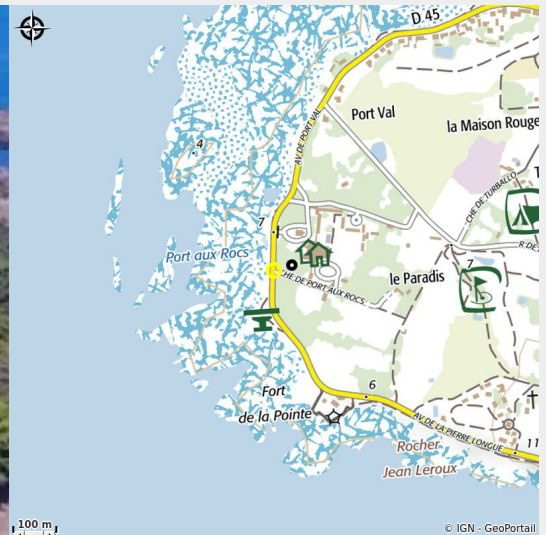 D 45
Port Val
AV DE PORT VAL
la Maison Rouge
4
CHE DE TURBALLO
T
7
Port aux Rocs
R DE
CHE DE PORT AUX ROCS
le Paradis
7
6
Fort
de la Pointe
AV DE LA PIERRE LONGUE
Rocher
Jean Leroux
11
100 m
© IGN - GeoPortail